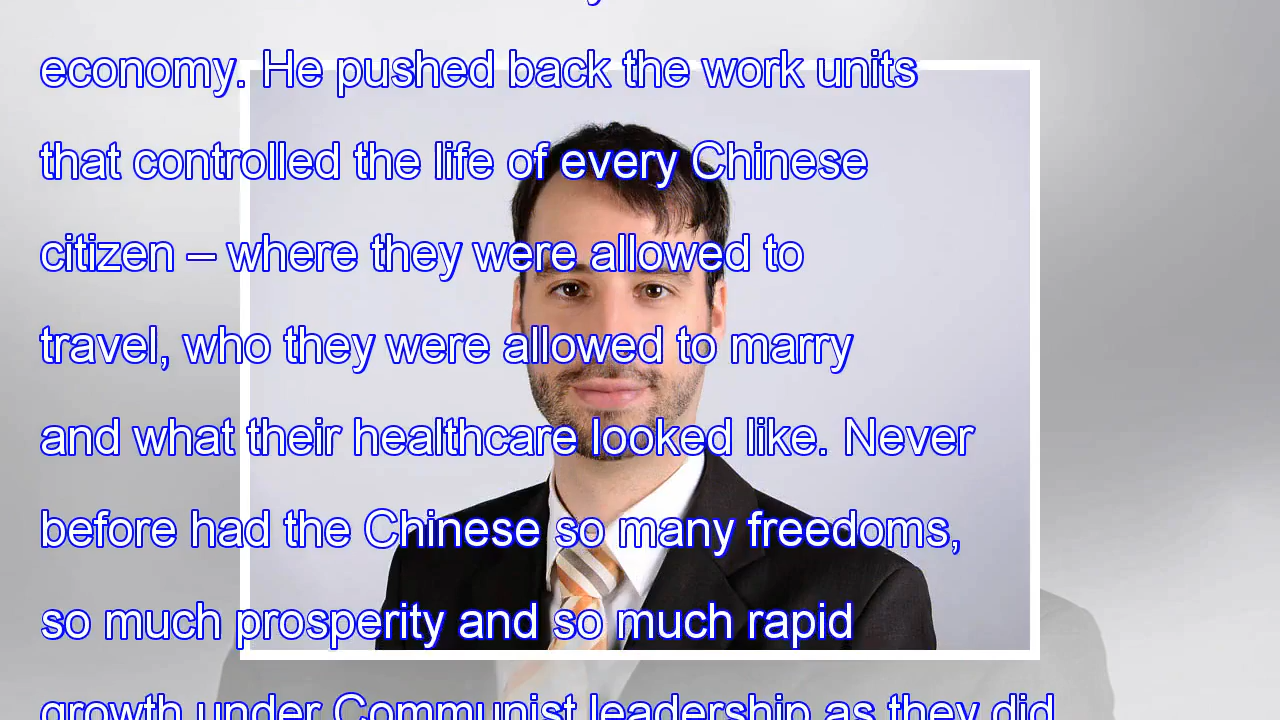 economy. He pushed back the work units
that controlled the life of every Chinese
citizen – where they were allowed to
travel, who they were allowed to marry
and what their healthcare looked like. Never
before had the Chinese so many freedoms,
so much prosperity and so much rapid
growth under Communist leadership as they did